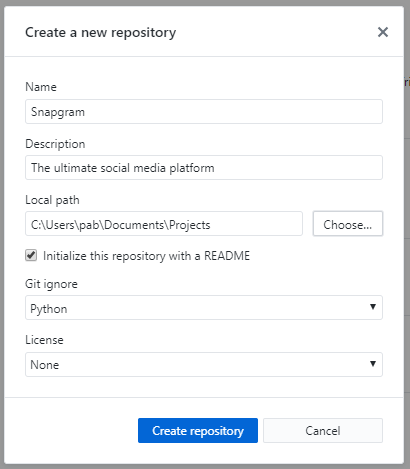 Create a new repository
Name
Snapgram
Description
The ultimate social media platform
Local path
C:\Users\pab\Documents\Projects
Choose...
Initialize this repository with a README
Git ignore
Python
License
None
Create repository
Cancel